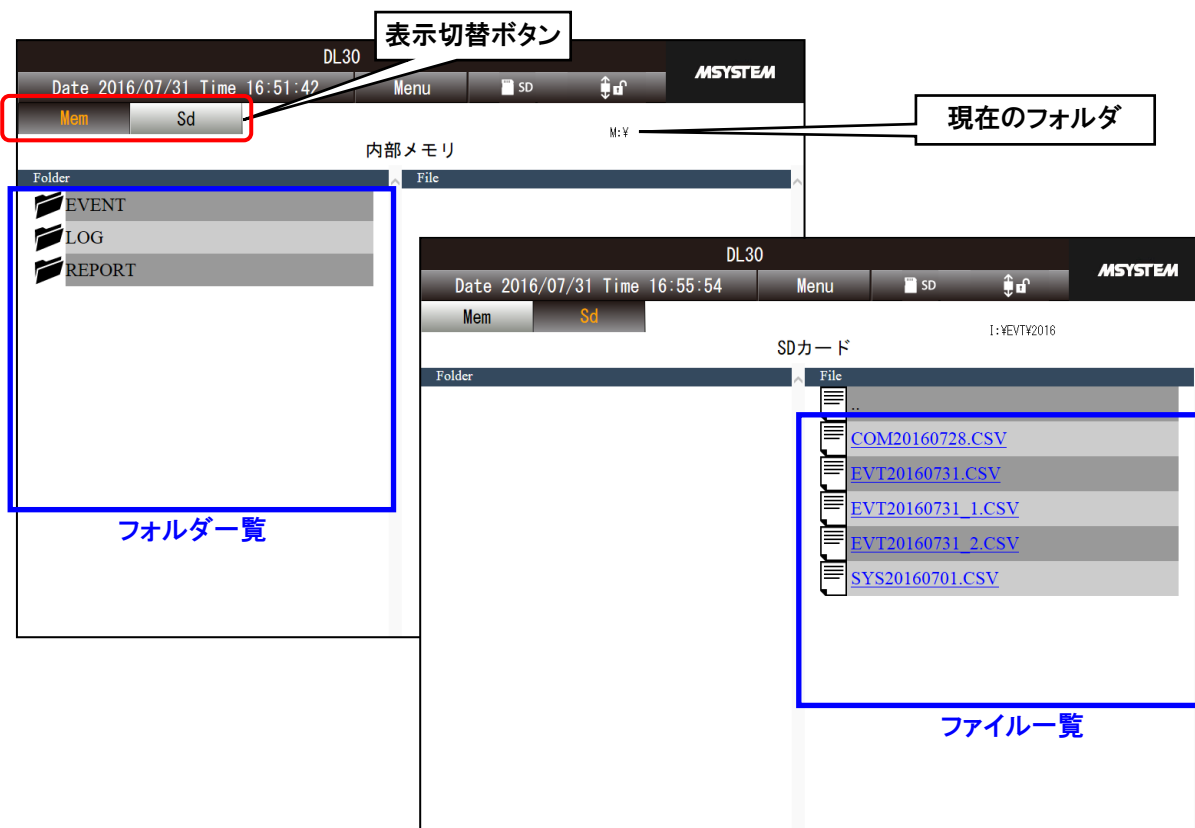 表示切替ボタン
DL30
MSYSTEM
Date 2016/07/31 Time 16:51:42 Menu SD
Mem Sd
現在のフォルダ
M:¥
内部メモリ
Folder File
EVENT
LOG
REPORT
フォルダ一覧
DL30
MSYSTEM
Date 2016/07/31 Time 16:55:54 Menu SD
Mem Sd
I:¥EVT¥2016
SDカード
Folder File
..
COM20160728.CSV
EVT20160731.CSV
EVT20160731_1.CSV
EVT20160731_2.CSV
SYS20160701.CSV
ファイル一覧